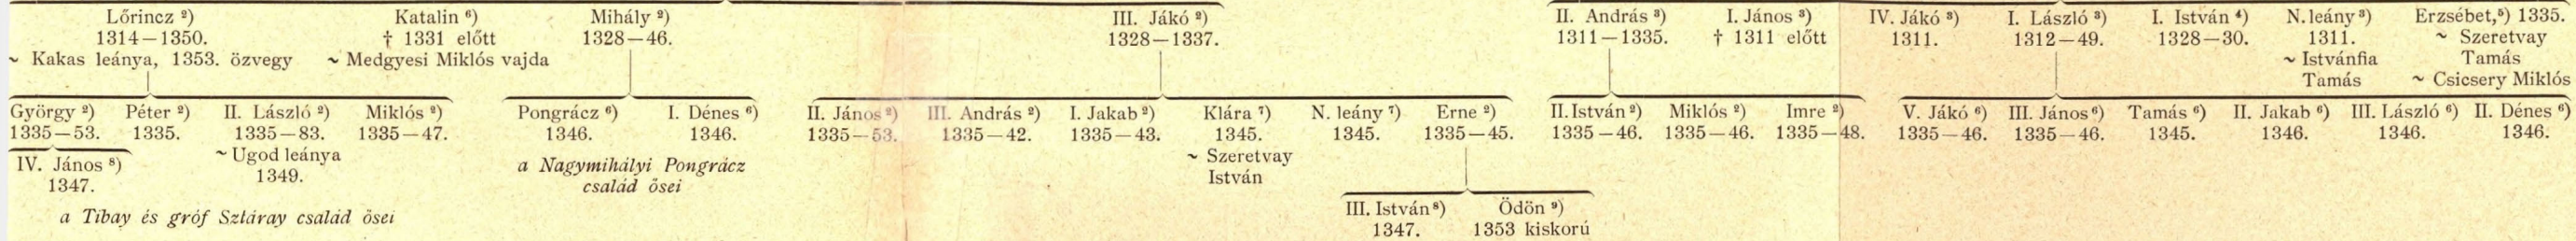 Lőrincz ²) Katalin ⁶) Mihály ²) III. Jákó ²) II. András ³) I. János ³) IV. Jákó ³) I. László ³) I. István ⁴) N. leány ³) Erzsébet,⁵) 1335.
1314—1350. † 1331 előtt 1328—46. 1328—1337. 1311—1335. † 1311 előtt 1311. 1312—49. 1328—30. 1311. ~ Szeretvay
~ Kakas leánya, 1353. özvegy ~ Medgyesi Miklós vajda ~ Istvánfia Tamás
Tamás ~ Csicsery Miklós
György ²) Péter ²) II. László ²) Miklós ²) Pongrácz ⁶) I. Dénes ⁶) II. János ²) III. András ²) I. Jakab ²) Klára ⁷) N. leány ⁷) Erne ²) II. István ²) Miklós ²) Imre ²) V. Jákó ⁶) III. János ⁶) Tamás ⁶) II. Jakab ⁶) III. László ⁶) II. Dénes ⁶)
1335—53. 1335. 1335—83. 1335—47. 1346. 1346. 1335—53. 1335—42. 1335—43. 1345. 1345. 1335—45. 1335—46. 1335—46. 1335—48. 1335—46. 1335—46. 1345. 1346. 1346. 1346.
IV. János ⁸) ~ Ugod leánya a Nagymihályi Pongrácz ~ Szeretvay
1347. 1349. család ősei István
III. István ⁸) Ödön ⁹)
a Tibay és gróf Sztáray család ősei
1347. 1353 kiskorú